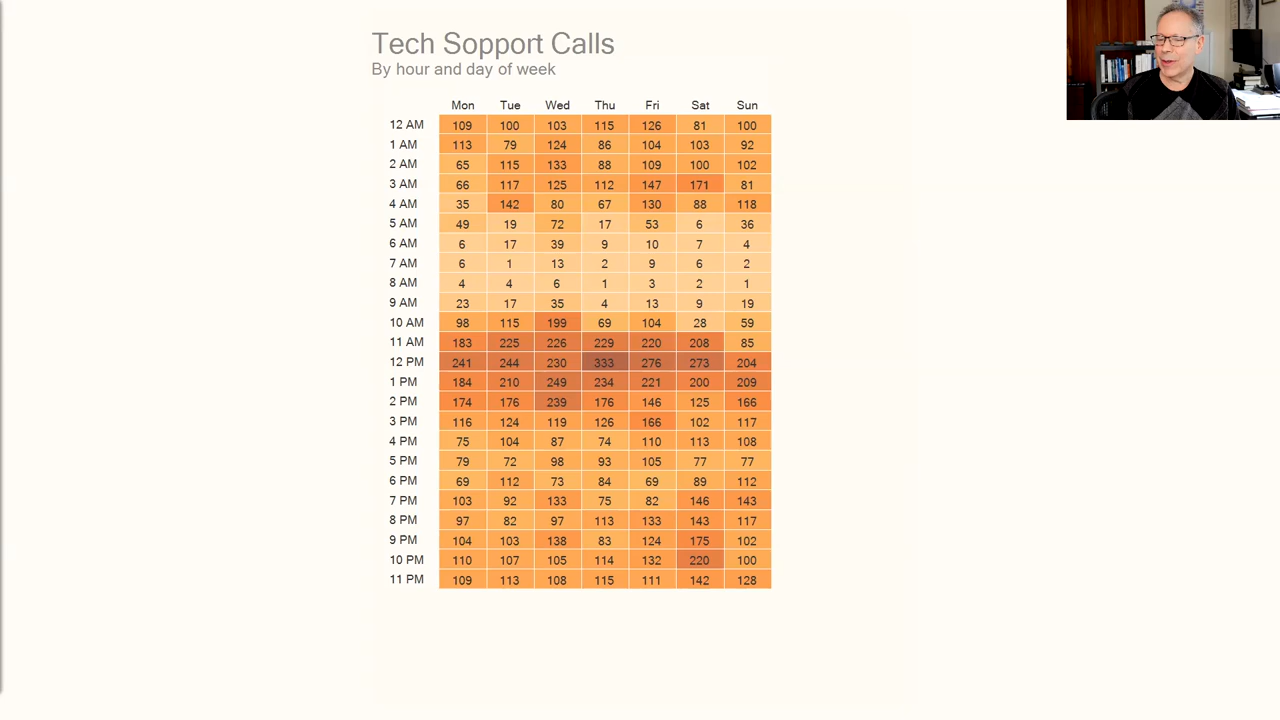 Tech Sopport Calls
By hour and day of week
Mon Tue Wed Thu Fri Sat Sun
12 AM 109 100 103 115 126 81 100
1 AM 113 79 124 86 104 103 92
2 AM 65 115 133 88 109 100 102
3 AM 66 117 125 112 147 171 81
4 AM 35 142 80 67 130 88 118
5 AM 49 19 72 17 53 6 36
6 AM 6 17 39 9 10 7 4
7 AM 6 1 13 2 9 6 2
8 AM 4 4 6 1 3 2 1
9 AM 23 17 35 4 13 9 19
10 AM 98 115 199 69 104 28 59
11 AM 183 225 226 229 220 208 85
12 PM 241 244 230 333 276 273 204
1 PM 184 210 249 234 221 200 209
2 PM 174 176 239 176 146 125 166
3 PM 116 124 119 126 166 102 117
4 PM 75 104 87 74 110 113 108
5 PM 79 72 98 93 105 77 77
6 PM 69 112 73 84 69 89 112
7 PM 103 92 133 75 82 146 143
8 PM 97 82 97 113 133 143 117
9 PM 104 103 138 83 124 175 102
10 PM 110 107 105 114 132 220 100
11 PM 109 113 108 115 111 142 128